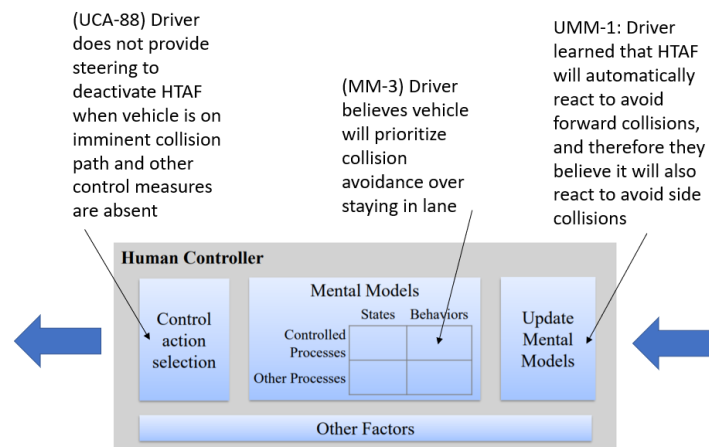 (UCA-88) Driver
does not provide
steering to
deactivate HTAF
when vehicle is on
imminent collision
path and other
control measures
are absent
(MM-3) Driver
believes vehicle
will prioritize
collision
avoidance over
staying in lane
UMM-1: Driver
learned that HTAF
will automatically
react to avoid
forward collisions,
and therefore they
believe it will also
react to avoid side
collisions
Human Controller
Control
action
selection
Mental Models
States Behaviors
Controlled
Processes
Other Processes
Update
Mental
Models
Other Factors